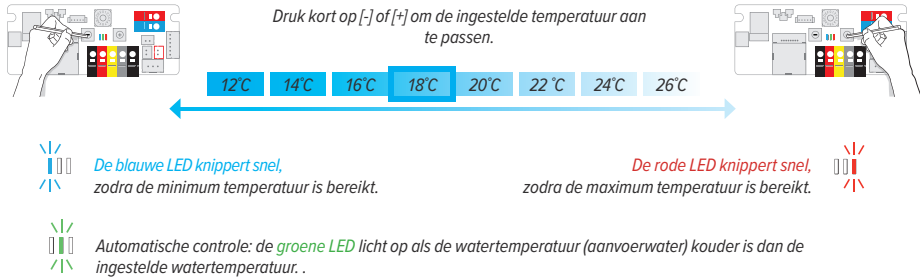 Druk kort op [-] of [+] om de ingestelde temperatuur aan
te passen.
12°C 14°C 16°C 18°C 20°C 22 °C 24°C 26°C
De blauwe LED knippert snel,
zodra de minimum temperatuur is bereikt.
De rode LED knippert snel,
zodra de maximum temperatuur is bereikt.
Automatische controle: de groene LED licht op als de watertemperatuur (aanvoerwater) kouder is dan de
ingestelde watertemperatuur. .